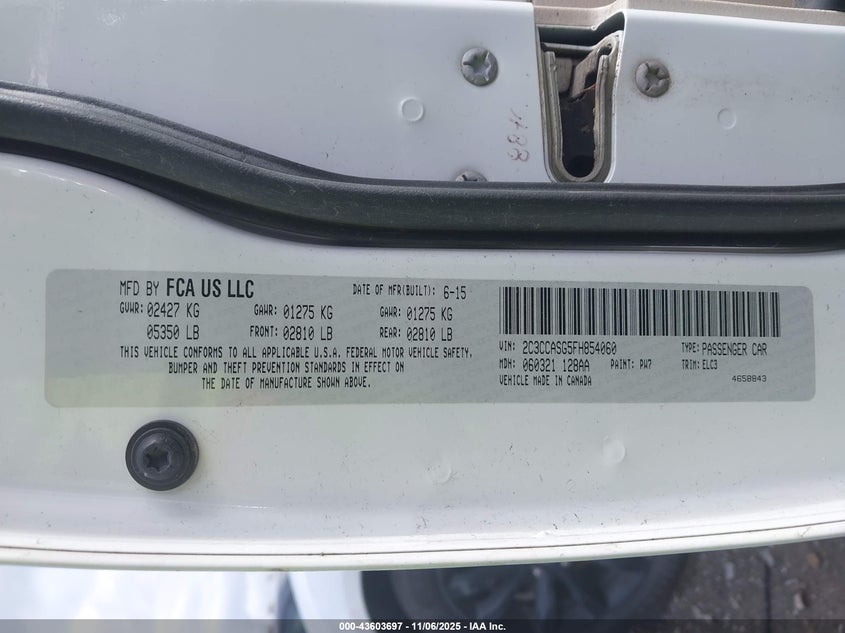 488
MFD BY FCA US LLC
DATE OF MFR(BUILT): 6-15
GVWR: 02427 KG GAWR: 01275 KG GAWR: 01275 KG
05350 LB FRONT: 02810 LB REAR: 02810 LB
THIS VEHICLE CONFORMS TO ALL APPLICABLE U.S.A. FEDERAL MOTOR VEHICLE SAFETY,
BUMPER AND THEFT PREVENTION STANDARDS IN EFFECT ON
THE DATE OF MANUFACTURE SHOWN ABOVE.
VIN: 2C3CCASG5FH854060 TYPE: PASSENGER CAR
MDH: 060321 128AA PAINT: PW7 TRIM: ELC3
VEHICLE MADE IN CANADA 4658843
000-43603697 - 11/06/2025 - IAA Inc.